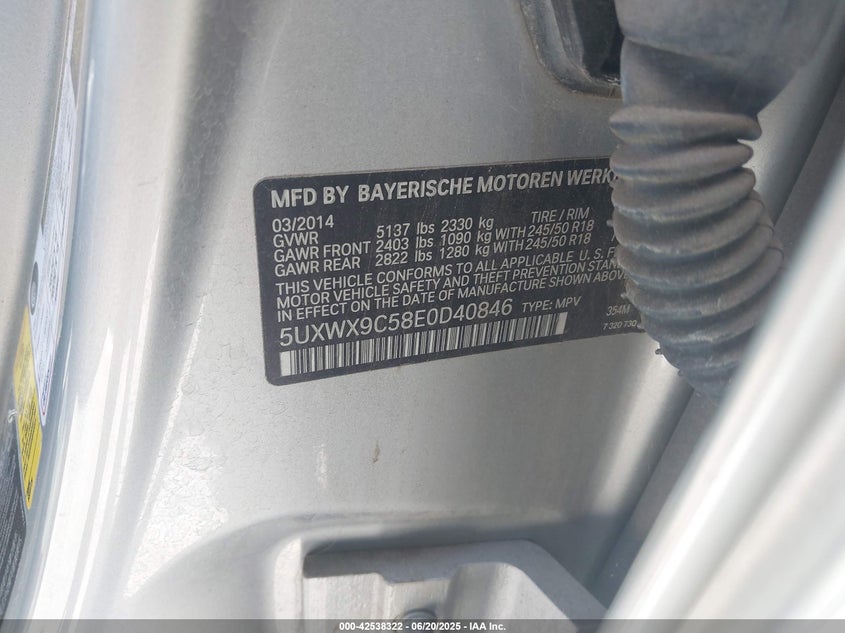 MFD BY BAYERISCHE MOTOREN
03/2014
GVWR 5137 lbs 2330 kg TIRE / RIM
GAWR FRONT 2403 lbs 1090 kg WITH 245/50 R18
GAWR REAR 2822 lbs 1280 kg WITH 245/50 R18
THIS VEHICLE CONFORMS TO ALL APPLICABLE U.S.
MOTOR VEHICLE SAFETY AND THEFT PREVENTION
IN EFFECT ON THE DATE OF MANUFACTURE SHOWN ABOVE.
5UXWX9C58E0D40846 TYPE: MPV 354M
7 320 730
000-42538322 - 06/20/2025 - IAA Inc.